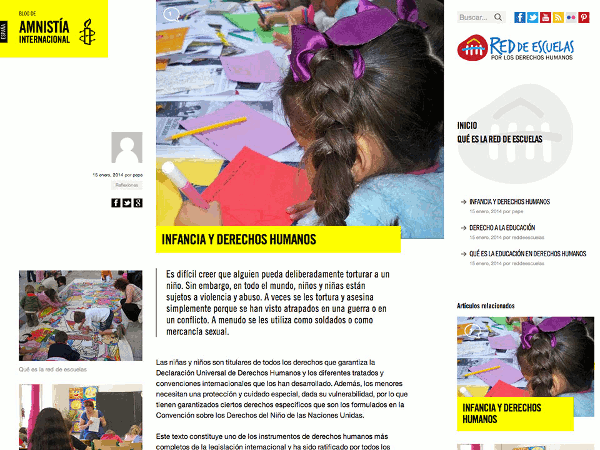 BLOG DE
AMNISTÍA
INTERNACIONAL
ESPAÑA
15 enero, 2014 por pepe
Reflexiones
Qué es la red de escuelas
1
INFANCIA Y DERECHOS HUMANOS
Es difícil creer que alguien pueda deliberadamente torturar a un
niño. Sin embargo, en todo el mundo, niños y niñas están
sujetos a violencia y abuso. A veces se les tortura y asesina
simplemente porque se han visto atrapados en una guerra o en
un conflicto. A menudo se les utiliza como soldados o como
mercancía sexual.
Las niñas y niños son titulares de todos los derechos que garantiza la
Declaración Universal de Derechos Humanos y los diferentes tratados y
convenciones internacionales que los han desarrollado. Además, los menores
necesitan una protección y cuidado especial, dada su vulnerabilidad, por lo que
tienen garantizados ciertos derechos específicos que son los formulados en la
Convención sobre los Derechos del Niño de las Naciones Unidas.
Este texto constituye uno de los instrumentos de derechos humanos más
completos de la legislación internacional y ha sido ratificado por todos los
Buscar...
RED DE ESCUELAS
POR LOS DERECHOS HUMANOS
INICIO
QUÉ ES LA RED DE ESCUELAS
INFANCIA Y DERECHOS HUMANOS
15 enero, 2014 por pepe
DERECHO A LA EDUCACIÓN
15 enero, 2014 por reddeescuelas
QUÉ ES LA EDUCACIÓN EN DERECHOS HUMANOS
15 enero, 2014 por reddeescuelas
Artículos relacionados
INFANCIA Y DERECHOS
HUMANOS